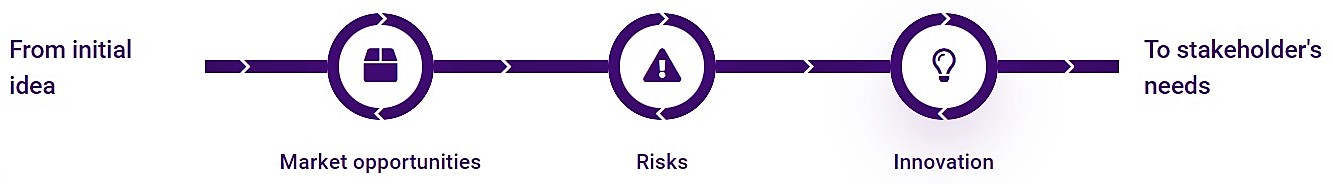 From initial
idea
To stakeholder's
needs
Market opportunities
Risks
Innovation